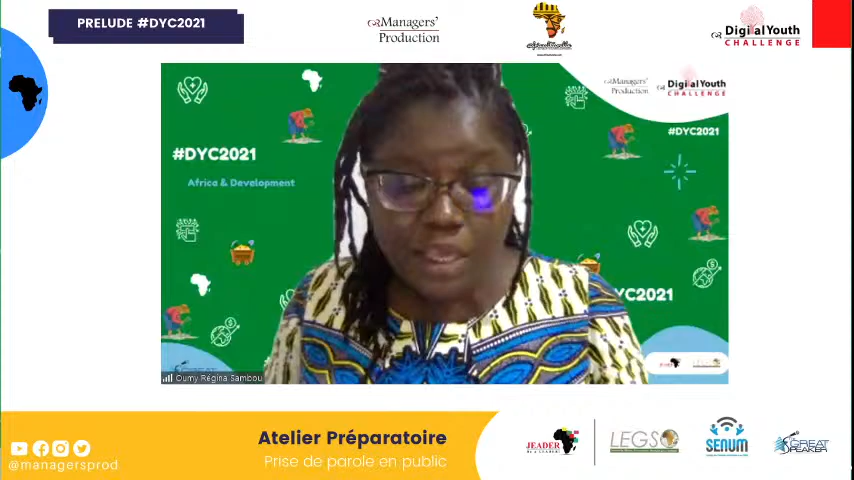 PRELUDE #DYC2021
Managers'
Production
Digital Youth
CHALLENGE
Managers'
Production
Digital Youth
CHALLENGE
#DYC2021
#DYC2021
Africa & Development
YC2021
Oumy Régina Sambou
Atelier Préparatoire
Prise de parole en public
@managersprod
JEADER
LEGS
SENUM
GREAT
SPEAKER